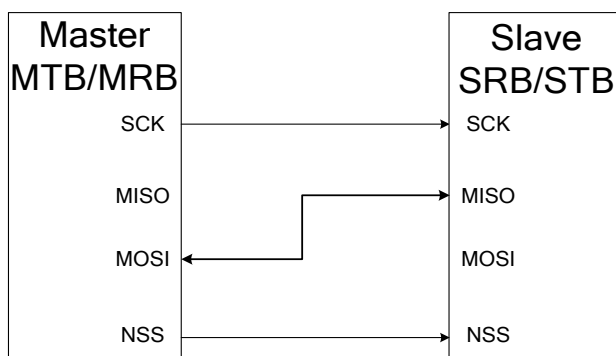 Master
MTB/MRB
SCK
MISO
MOSI
NSS
Slave
SRB/STB
SCK
MISO
MOSI
NSS